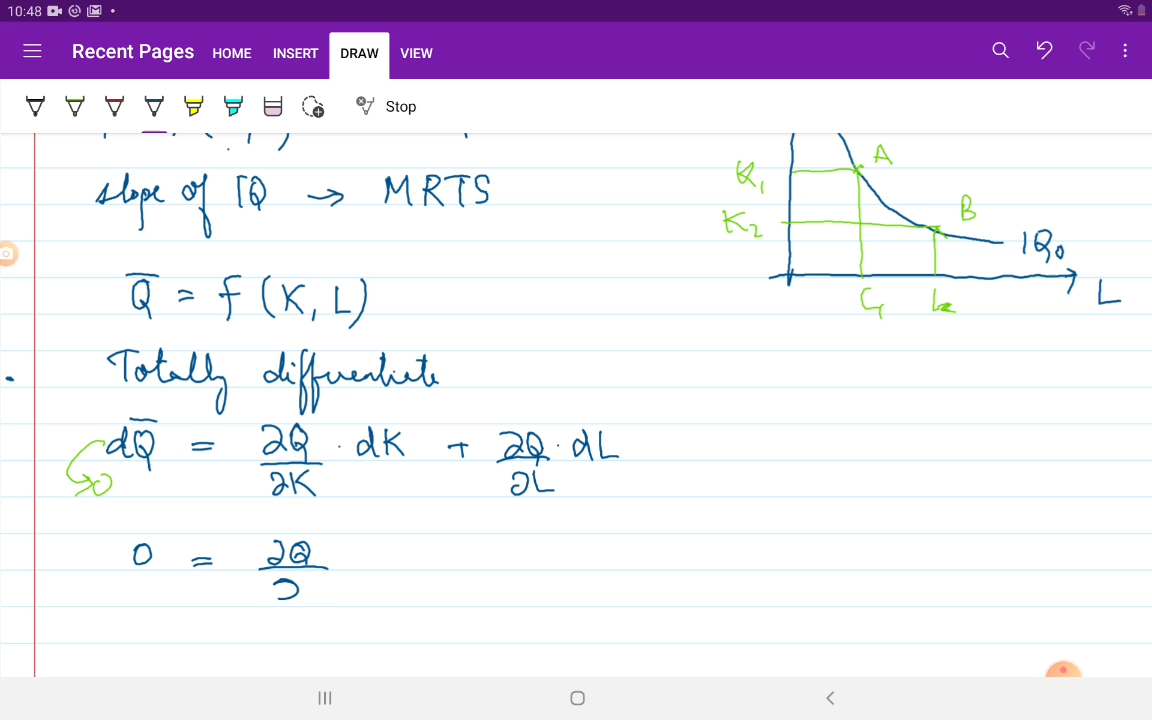 10:48
Recent Pages HOME INSERT DRAW VIEW
Stop
slope of IQ → MRTS
Q̅ = f (K, L)
Totally differentiate
dQ̅ = ∂Q/∂K · dK + ∂Q/∂L · dL
→ 0
0 = ∂Q/∂
A
K1
B
K2
IQ0
L
L1 L2